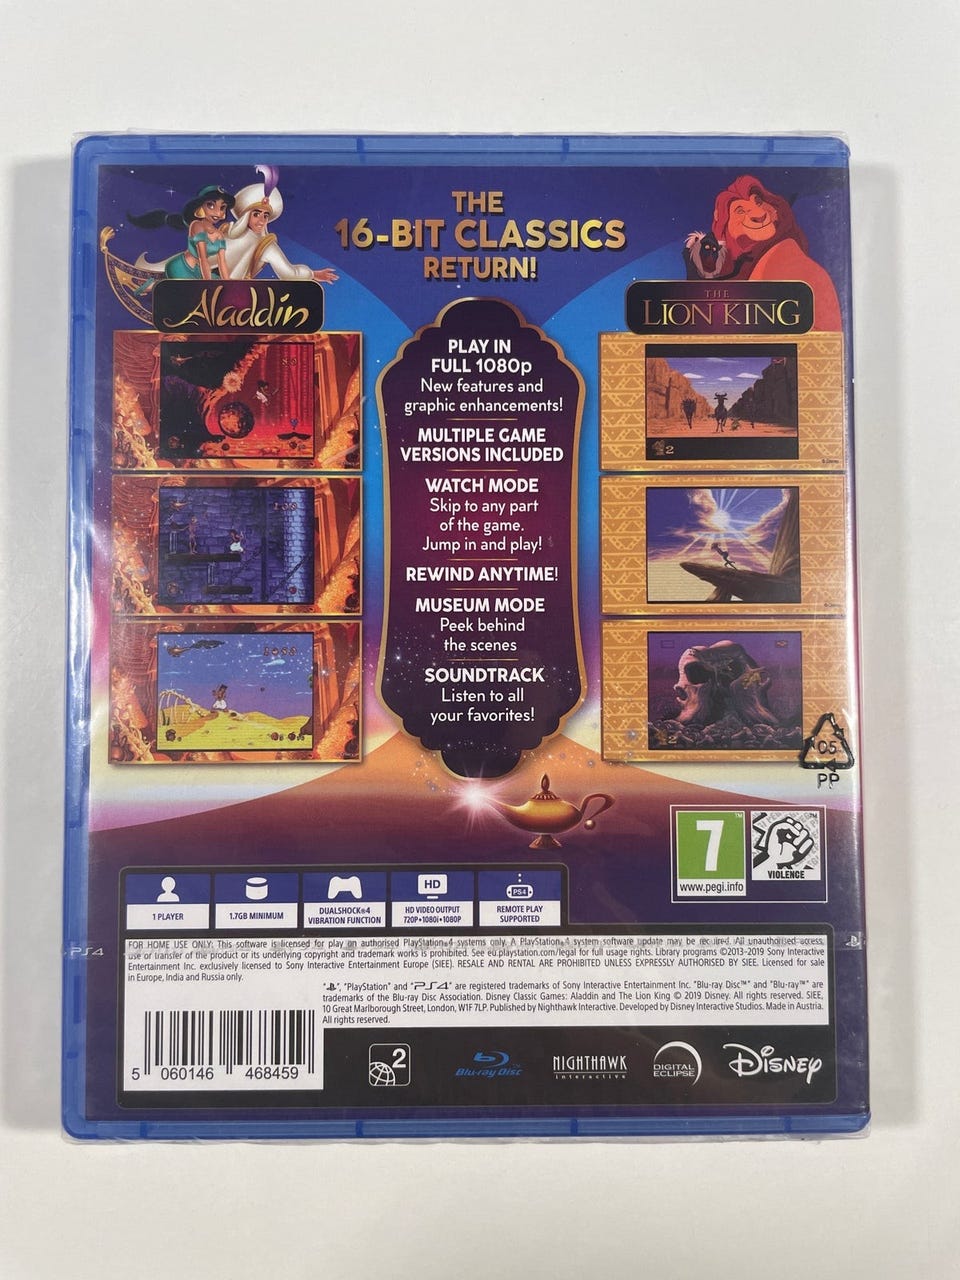 THE
16-BIT CLASSICS
RETURN!
Aladdin
THE
LION KING
PLAY IN
FULL 1080p
New features and
graphic enhancements!
MULTIPLE GAME
VERSIONS INCLUDED
WATCH MODE
Skip to any part
of the game.
Jump in and play!
REWIND ANYTIME!
MUSEUM MODE
Peek behind
the scenes
SOUNDTRACK
Listen to all
your favorites!
05
PP
7
www.pegi.info
VIOLENCE
1 PLAYER
1.7GB MINIMUM
DUALSHOCK®4
VIBRATION FUNCTION
HD
HD VIDEO OUTPUT
720P•1080i•1080P
PS4
REMOTE PLAY
SUPPORTED
PS4
FOR HOME USE ONLY: This software is licensed for play on authorised PlayStation®4 systems only. A PlayStation®4 system software update may be required. All unauthorised access,
use or transfer of the product or its underlying copyright and trademark works is prohibited. See eu.playstation.com/legal for full usage rights. Library programs ©2013-2019 Sony Interactive
Entertainment Inc. exclusively licensed to Sony Interactive Entertainment Europe (SIEE). RESALE AND RENTAL ARE PROHIBITED UNLESS EXPRESSLY AUTHORISED BY SIEE. Licensed for sale
in Europe, India and Russia only.
"PlayStation" and "PS4" are registered trademarks of Sony Interactive Entertainment Inc. "Blu-ray Disc™" and "Blu-ray™" are
trademarks of the Blu-ray Disc Association. Disney Classic Games: Aladdin and The Lion King © 2019 Disney. All rights reserved. SIEE,
10 Great Marlborough Street, London, W1F 7LP. Published by Nighthawk Interactive. Developed by Disney Interactive Studios. Made in Austria.
All rights reserved.
5 060146 468459
2
Blu-ray Disc
NIGHTHAWK
interactive
DIGITAL
ECLIPSE
Disney